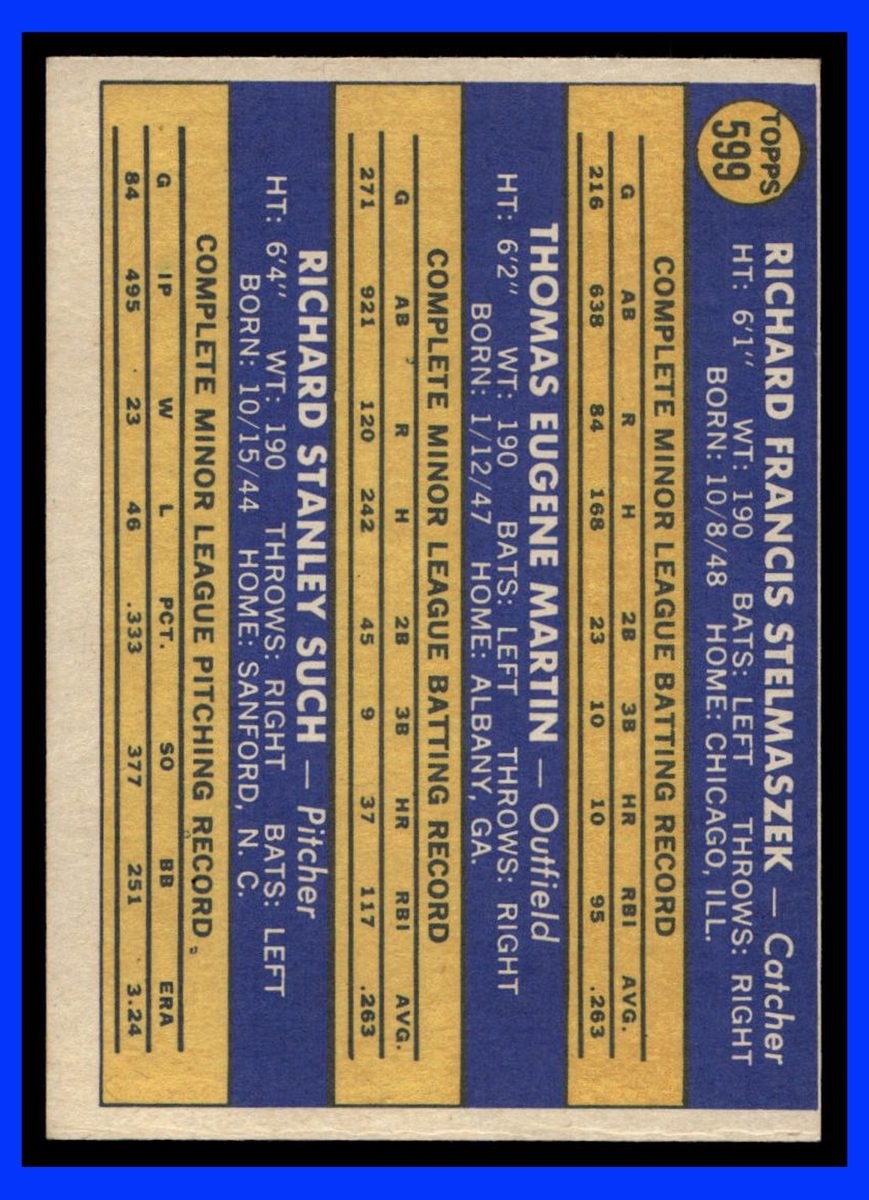 TOPPS
599
RICHARD FRANCIS STELMASZEK — Catcher
HT: 6'1" WT: 190 BATS: LEFT THROWS: RIGHT
BORN: 10/8/48 HOME: CHICAGO, ILL.
COMPLETE MINOR LEAGUE BATTING RECORD
G AB R H 2B 3B HR RBI AVG.
216 638 84 168 23 10 10 95 .263
THOMAS EUGENE MARTIN — Outfield
HT: 6'2" WT: 190 BATS: LEFT THROWS: RIGHT
BORN: 1/12/47 HOME: ALBANY, GA.
COMPLETE MINOR LEAGUE BATTING RECORD
G AB R H 2B 3B HR RBI AVG.
271 921 120 242 45 9 37 117 .263
RICHARD STANLEY SUCH — Pitcher
HT: 6'4" WT: 190 THROWS: RIGHT BATS: LEFT
BORN: 10/15/44 HOME: SANFORD, N. C.
COMPLETE MINOR LEAGUE PITCHING RECORD
G IP W L PCT. SO BB ERA
84 495 23 46 .333 377 251 3.24